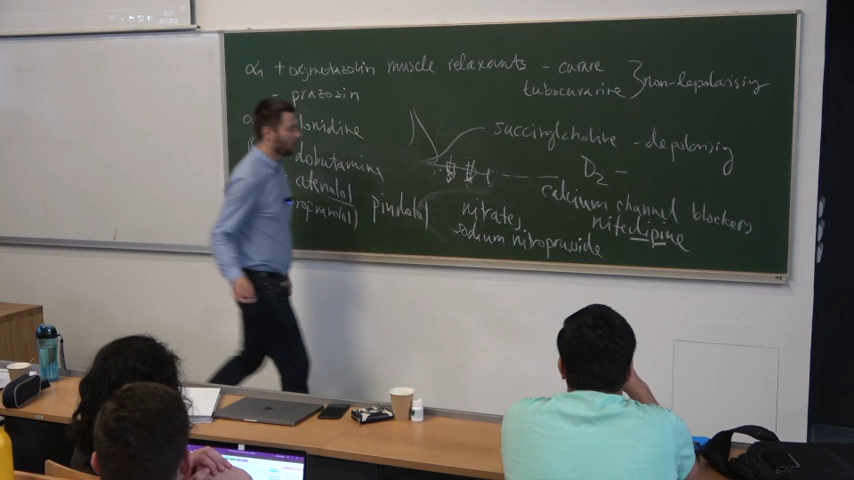 α₁ + oxymetazolin muscle relaxants - curare
tubocurarine } non-depolarising
- prazosin
clonidine
succinylcholine - depolarising
dobutamine
D₂ -
atenolol
calcium channel blockers
propranolol) pindolol
nitrates
nifedipine
sodium nitroprusside